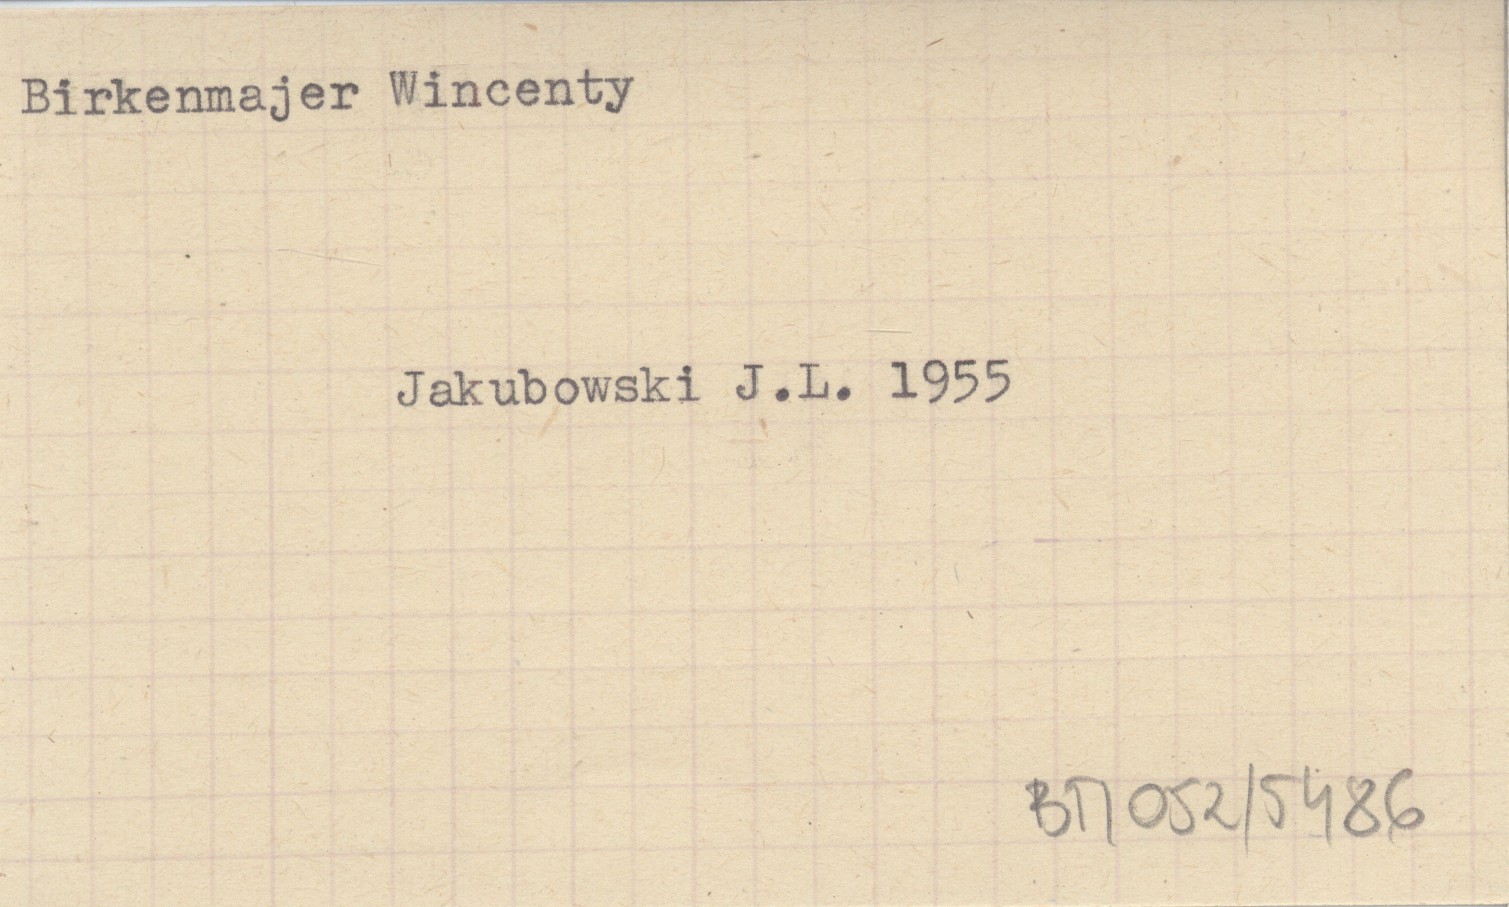 Birkenmajer Wincenty
Jakubowski J.L. 1955
BT/052/5486